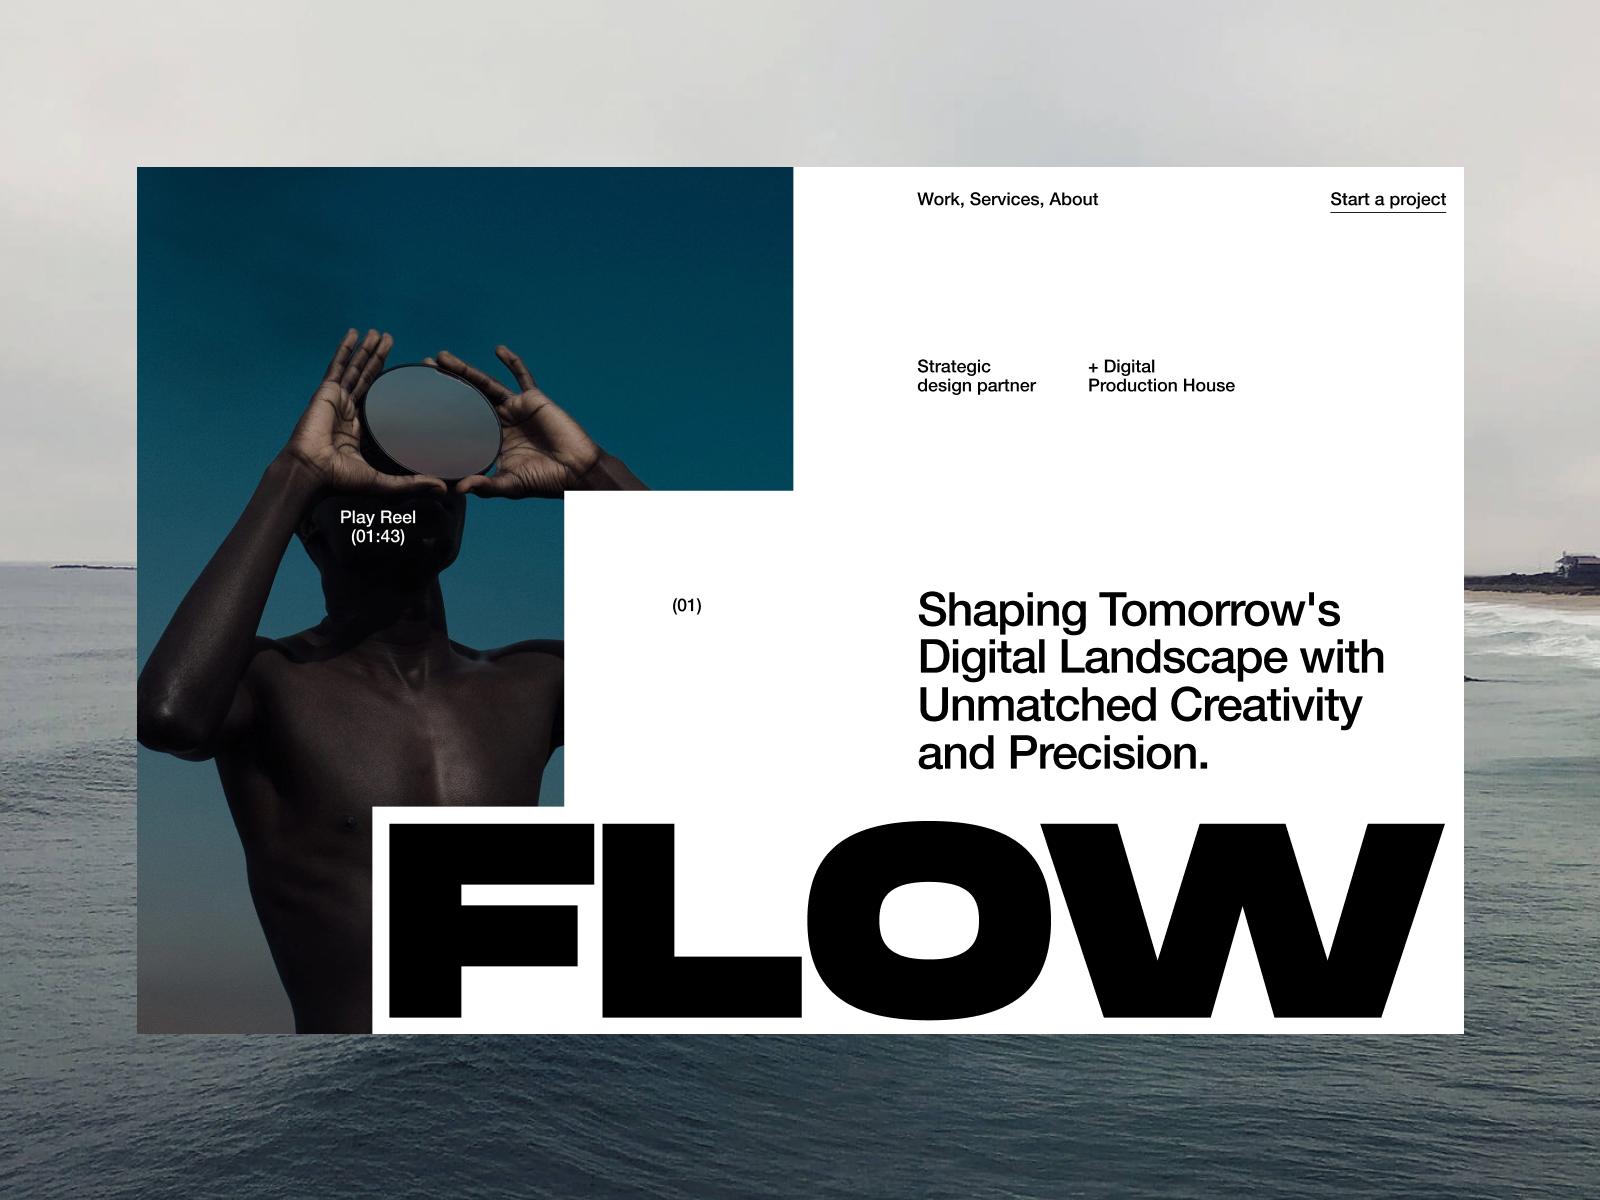 Work, Services, About
Start a project
Strategic
design partner
+ Digital
Production House
Play Reel
(01:43)
(01)
Shaping Tomorrow's
Digital Landscape with
Unmatched Creativity
and Precision.
FLOW